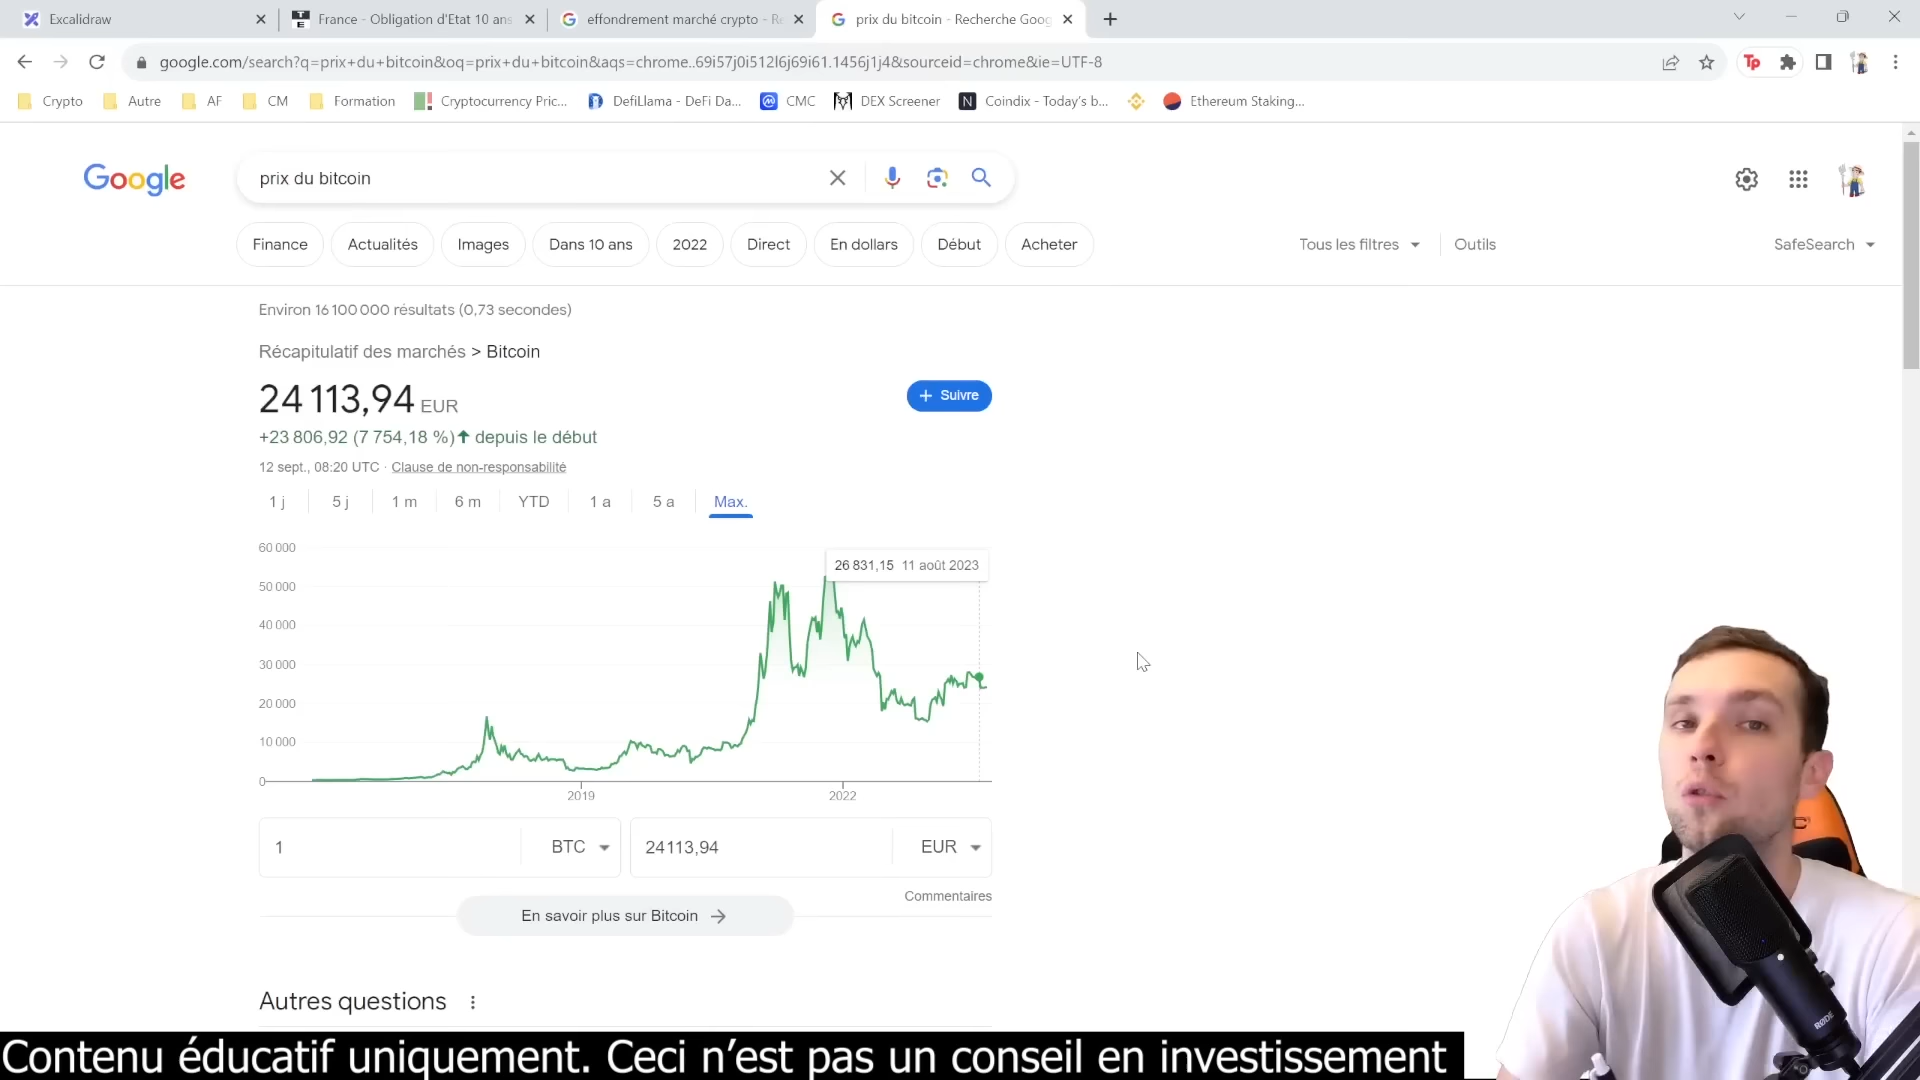 Excalidraw
France - Obligation d'Etat 10 ans
effondrement marché crypto - Re
prix du bitcoin - Recherche Goog
google.com/search?q=prix+du+bitcoin&oq=prix+du+bitcoin&aqs=chrome..69i57j0i512l6j69i61.1456j1j4&sourceid=chrome&ie=UTF-8
Tp
Crypto
Autre
AF
CM
Formation
Cryptocurrency Pric...
DefiLlama - DeFi Da...
CMC
DEX Screener
Coindix - Today's b...
Ethereum Staking...
Google
prix du bitcoin
Finance
Actualités
Images
Dans 10 ans
2022
Direct
En dollars
Début
Acheter
Tous les filtres
Outils
SafeSearch
Environ 16 100 000 résultats (0,73 secondes)
Récapitulatif des marchés > Bitcoin
24 113,94 EUR
+ Suivre
+23 806,92 (7 754,18 %) depuis le début
12 sept., 08:20 UTC · Clause de non-responsabilité
1 j
5 j
1 m
6 m
YTD
1 a
5 a
Max.
60 000
26 831,15 11 août 2023
50 000
40 000
30 000
20 000
10 000
0
2019
2022
1
BTC
24113,94
EUR
Commentaires
En savoir plus sur Bitcoin
Autres questions
RØDE
Contenu éducatif uniquement. Ceci n'est pas un conseil en investissement